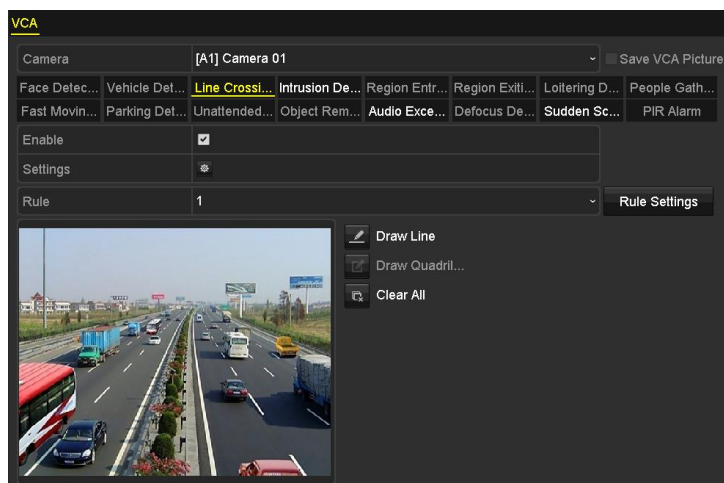 VCA
Camera [A1] Camera 01 Save VCA Picture
Face Detec... Vehicle Det... Line Crossi... Intrusion De... Region Entr... Region Exiti... Loitering D... People Gath...
Fast Movin... Parking Det... Unattended... Object Rem... Audio Exce... Defocus De... Sudden Sc... PIR Alarm
Enable
Settings
Rule 1 Rule Settings
Draw Line
Draw Quadril...
Clear All